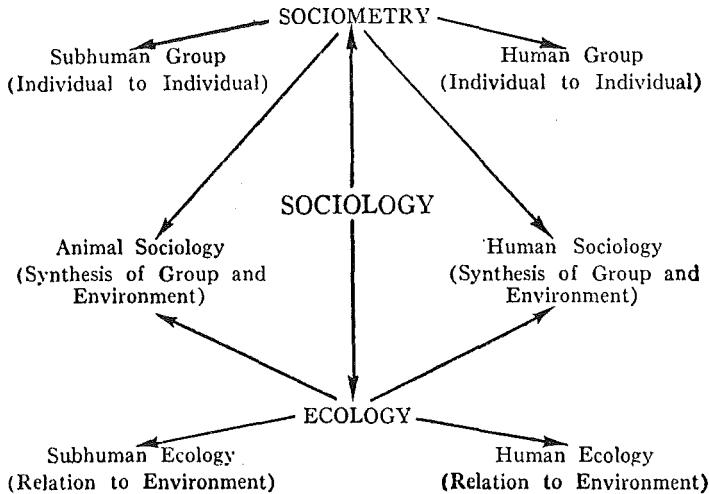 SOCIOMETRY
Subhuman Group
(Individual to Individual)
Human Group
(Individual to Individual)
SOCIOLOGY
Animal Sociology
(Synthesis of Group and
Environment)
Human Sociology
(Synthesis of Group and
Environment)
ECOLOGY
Subhuman Ecology
(Relation to Environment)
Human Ecology
(Relation to Environment)